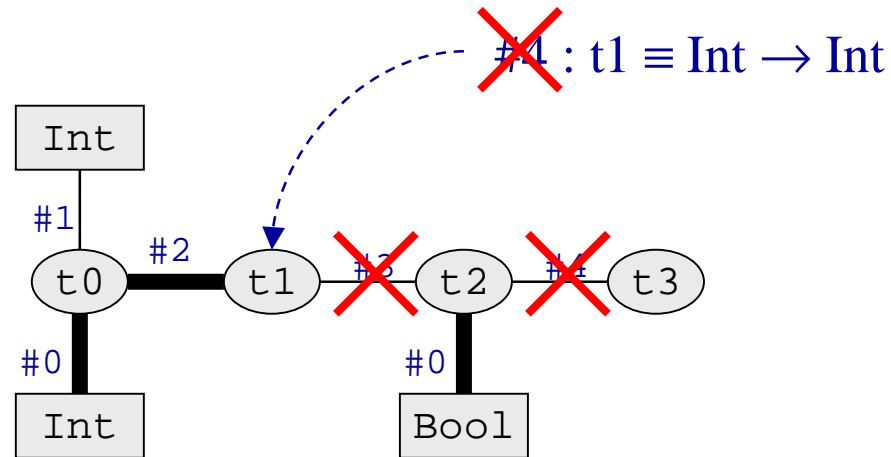 #4 : t1 ≡ Int → Int
Int
#1
#2
#3
#4
t0
t1
t2
t3
#0
#0
Int
Bool